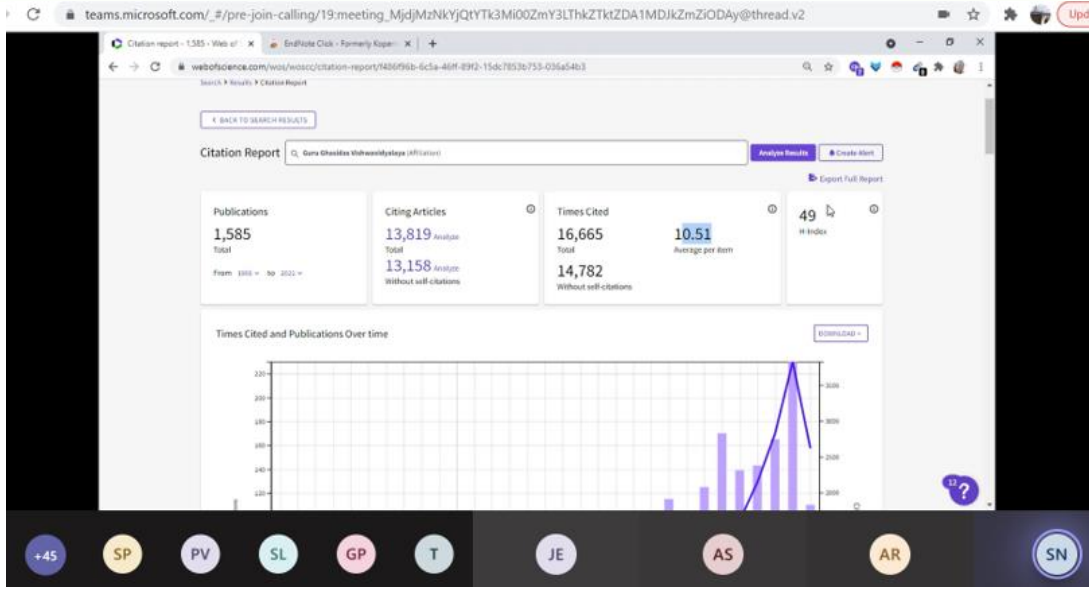 teams.microsoft.com/_#/pre-join-calling/19:meeting_MjdjMzNkYjQtYTk3Mi00ZmY3LThkZTktZDA1MDJkZmZiODAy@thread.v2
Upd
Citation report - 1,585 - Web of
EndNote Click - Formerly Koper
Search > Results > Citation Report
< BACK TO SEARCH RESULTS
Citation Report
Guru Ghasidas Vishwavidyalaya (Affiliation)
Analyze Results
Create Alert
Export Full Report
Publications
1,585
Total
From
to
Citing Articles
13,819 Analyze
Total
13,158 Analyze
Without self-citations
Times Cited
16,665
Total
14,782
Without self-citations
10.51
Average per item
49
H-Index
Times Cited and Publications Over time
DOWNLOAD
220
200
180
160
140
120
3500
3000
2500
2000
12
?
+45
SP
PV
SL
GP
T
JE
AS
AR
SN